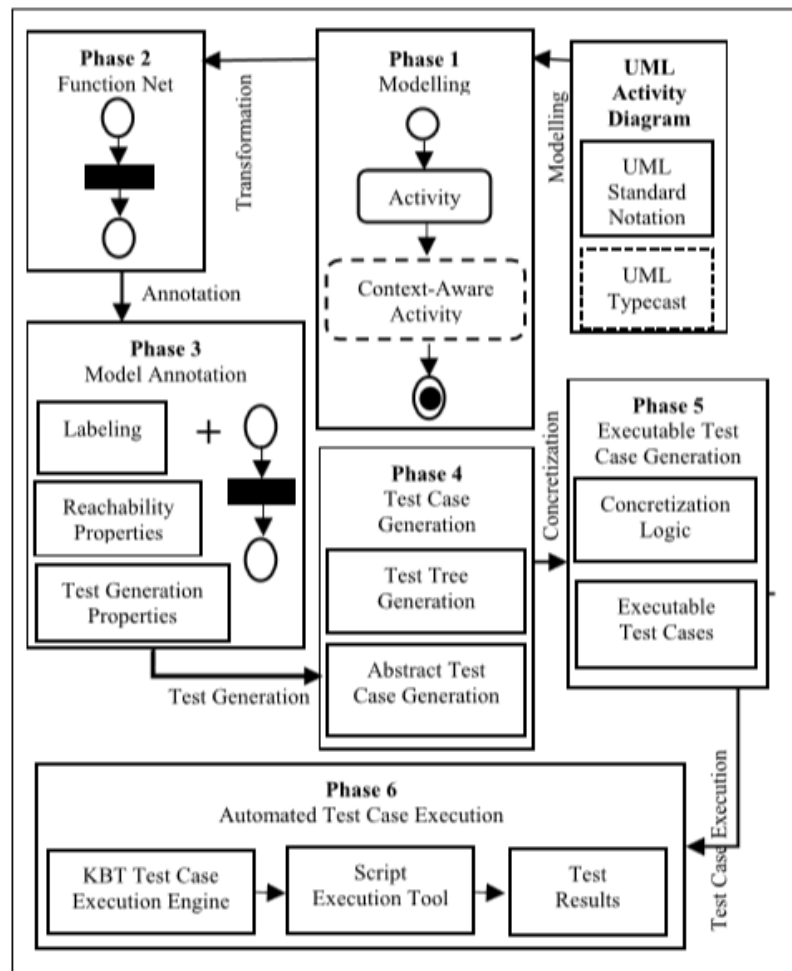 Phase 2
Function Net
Transformation
Phase 1
Modelling
Activity
Context-Aware
Activity
Modelling
UML
Activity
Diagram
UML
Standard
Notation
UML
Typecast
Annotation
Phase 3
Model Annotation
Labeling
+
Reachability
Properties
Test Generation
Properties
Test Generation
Phase 4
Test Case
Generation
Test Tree
Generation
Abstract Test
Case Generation
Concretization
Phase 5
Executable Test
Case Generation
Concretization
Logic
Executable
Test Cases
Test Case Execution
Phase 6
Automated Test Case Execution
KBT Test Case
Execution Engine
Script
Execution Tool
Test
Results